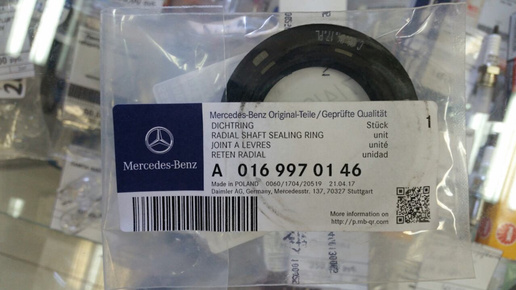 Mercedes-Benz
Mercedes-Benz Original-Teile/Geprüfte Qualität
DICHTRING Stück 1
RADIAL SHAFT SEALING RING unit
JOINT A LEVRES unité
RETEN RADIAL unidad
A 016 997 01 46
Made in POLAND 0060/1704/20519 21.04.17
Daimler AG, Germany, Mercedesstr. 137, 70327 Stuttgart
More information on
http://p.mb-qr.com
2